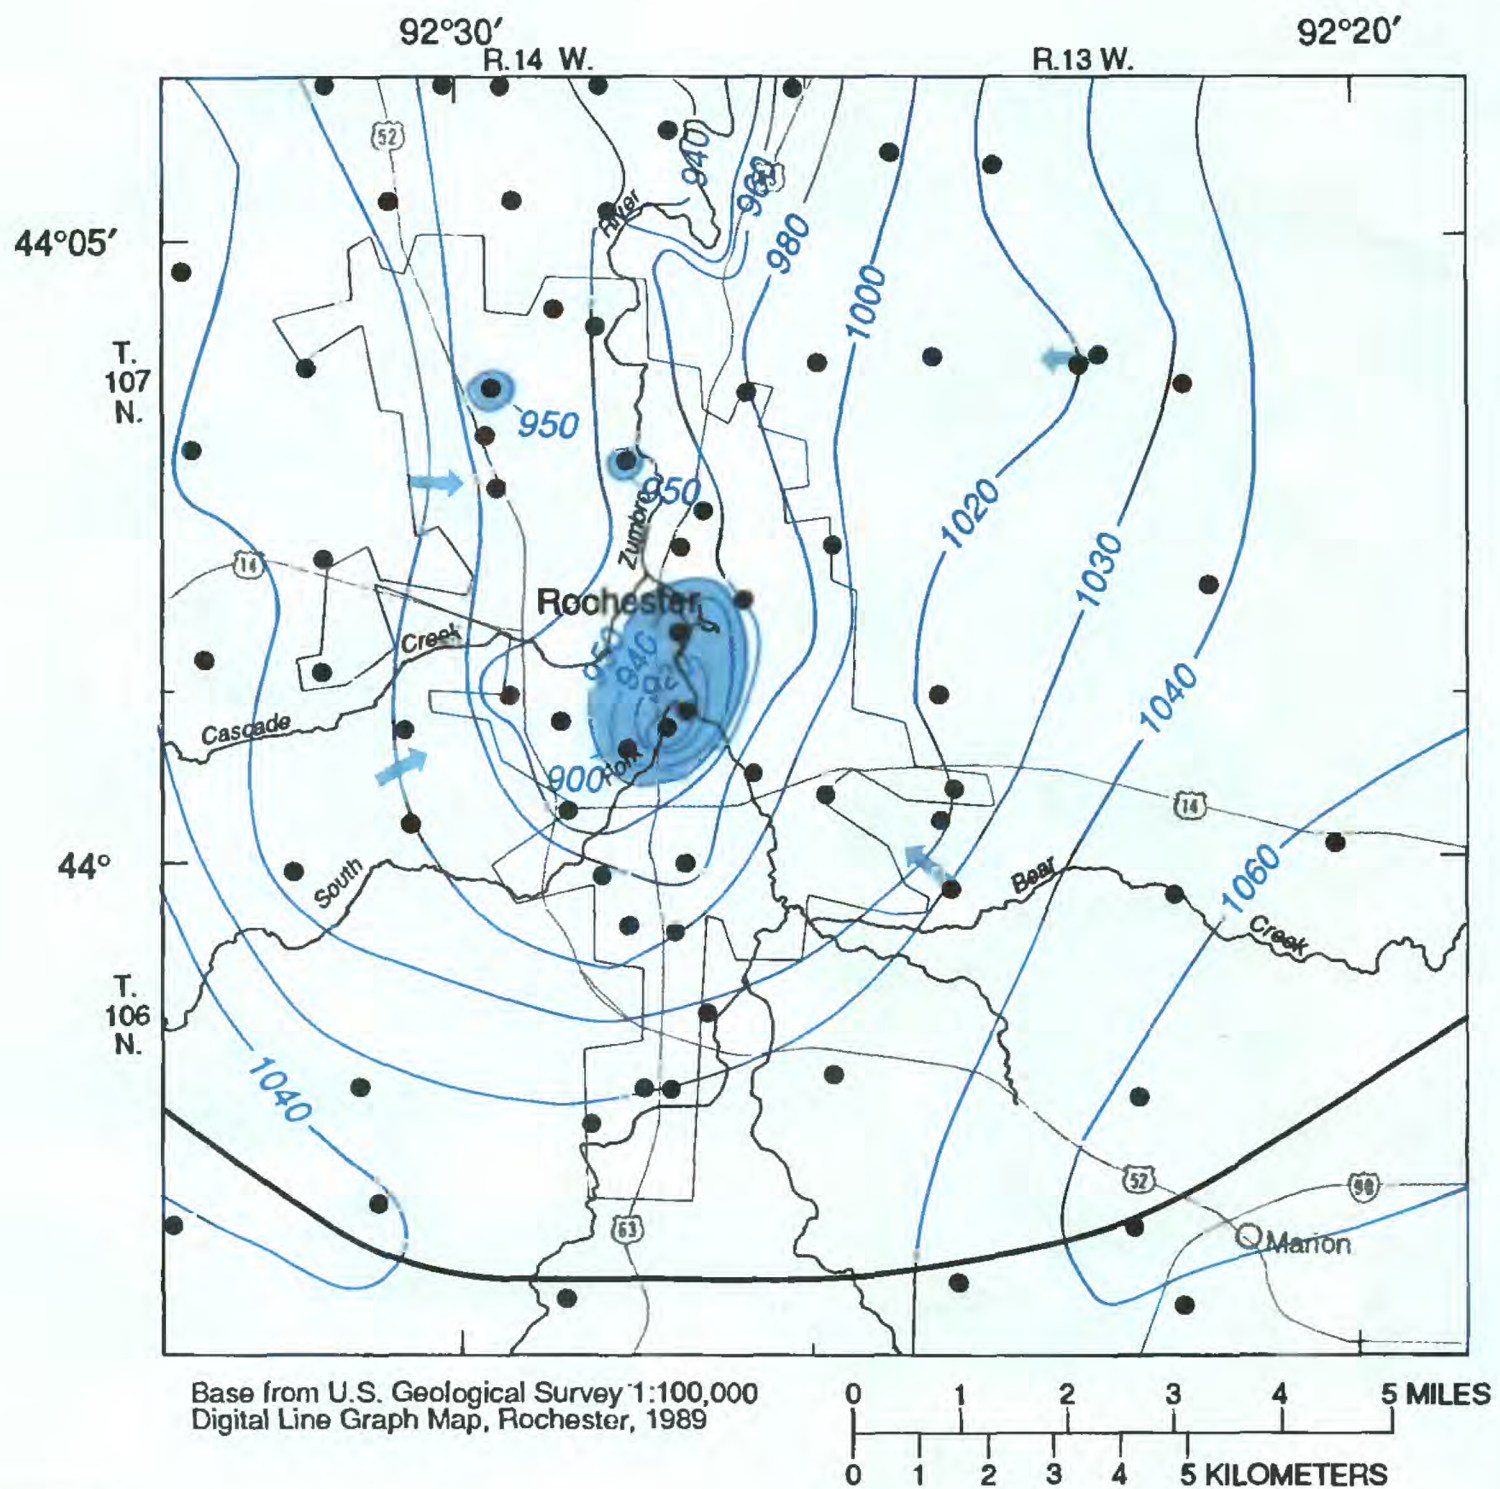 92°30′
92°20′
R.14 W.
R.13 W.
52
940
960
River
980
44°05′
1000
T.
107
N.
950
950
1020
Zumbro
14
1030
Rochester
Creek
950
940
1040
Cascade
900
Fork
14
44°
South
Bear
1060
Creek
T.
106
N.
1040
52
90
63
Marion
Base from U.S. Geological Survey 1:100,000
Digital Line Graph Map, Rochester, 1989
0 1 2 3 4 5 MILES
0 1 2 3 4 5 KILOMETERS